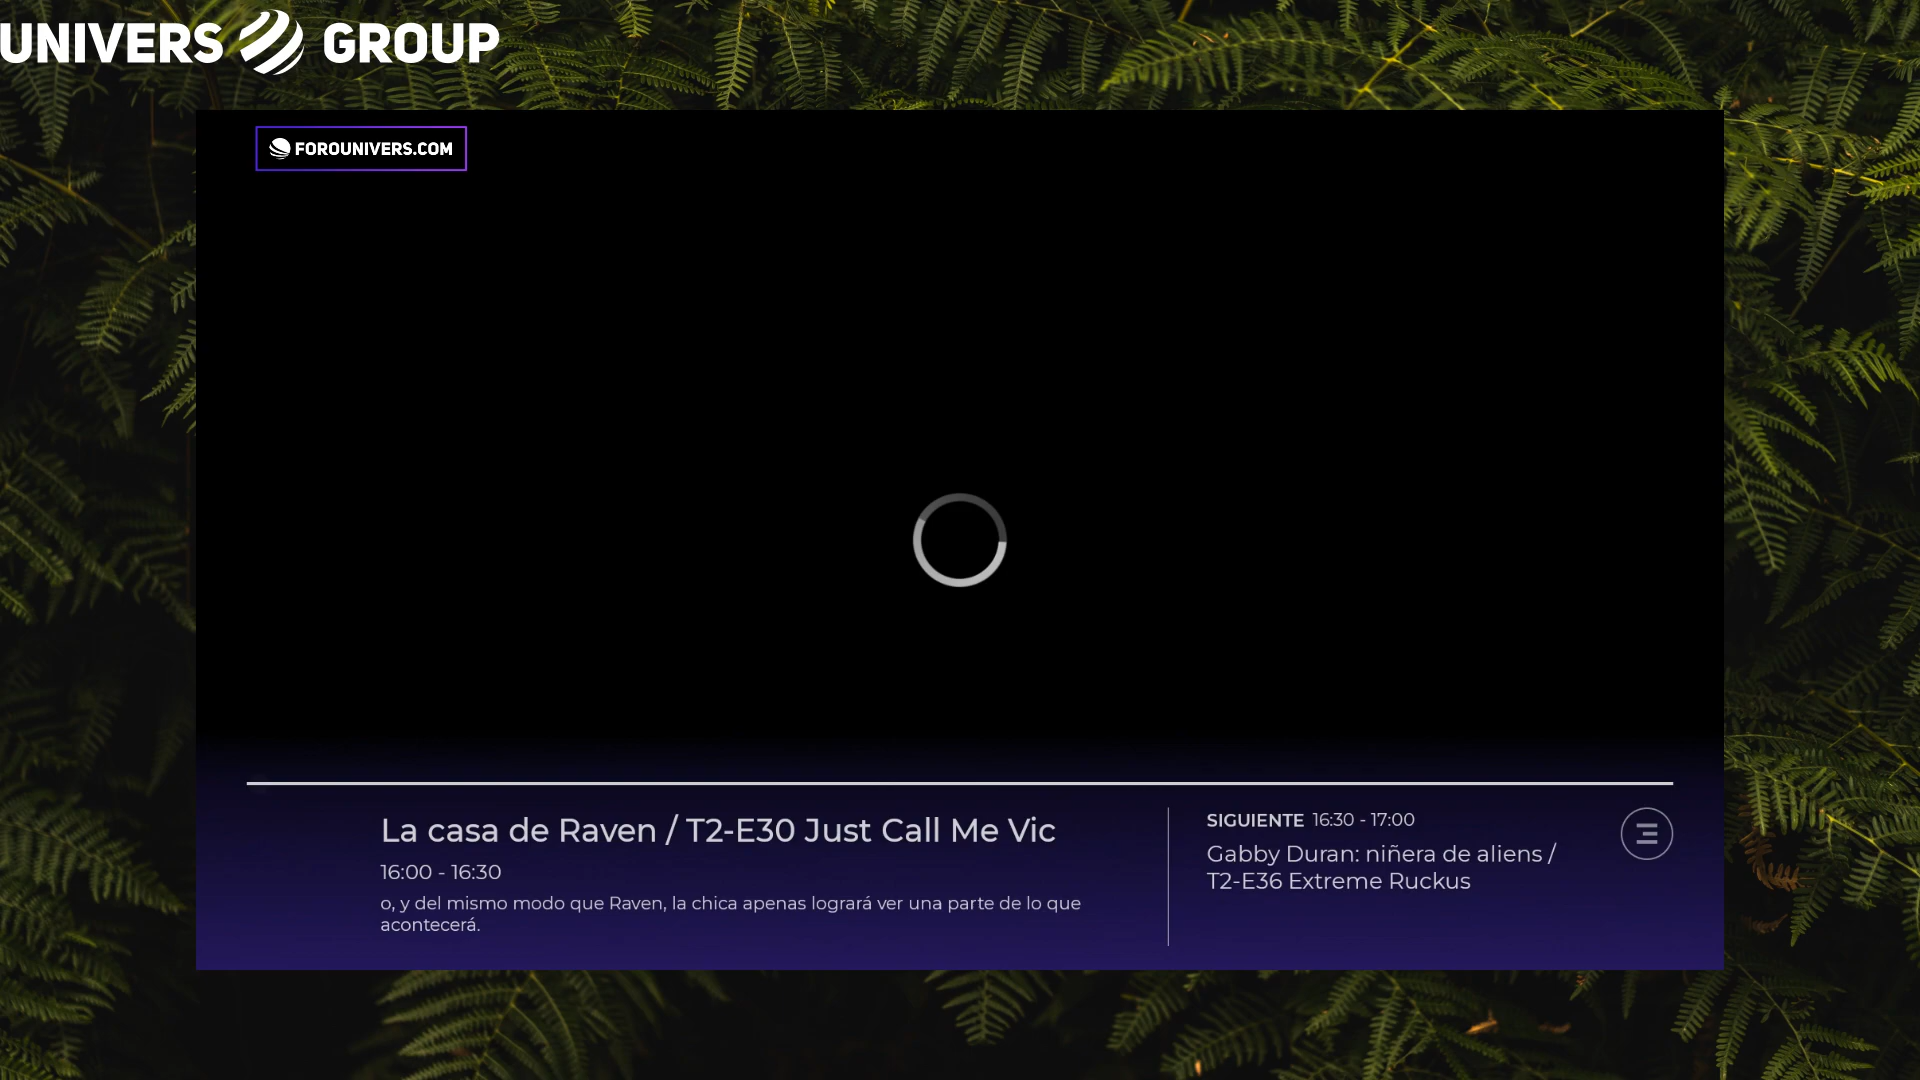 UNIVERS GROUP
FOROUNIVERS.COM
La casa de Raven / T2-E30 Just Call Me Vic
16:00 - 16:30
o, y del mismo modo que Raven, la chica apenas logrará ver una parte de lo que
acontecerá.
SIGUIENTE 16:30 - 17:00
Gabby Duran: niñera de aliens /
T2-E36 Extreme Ruckus